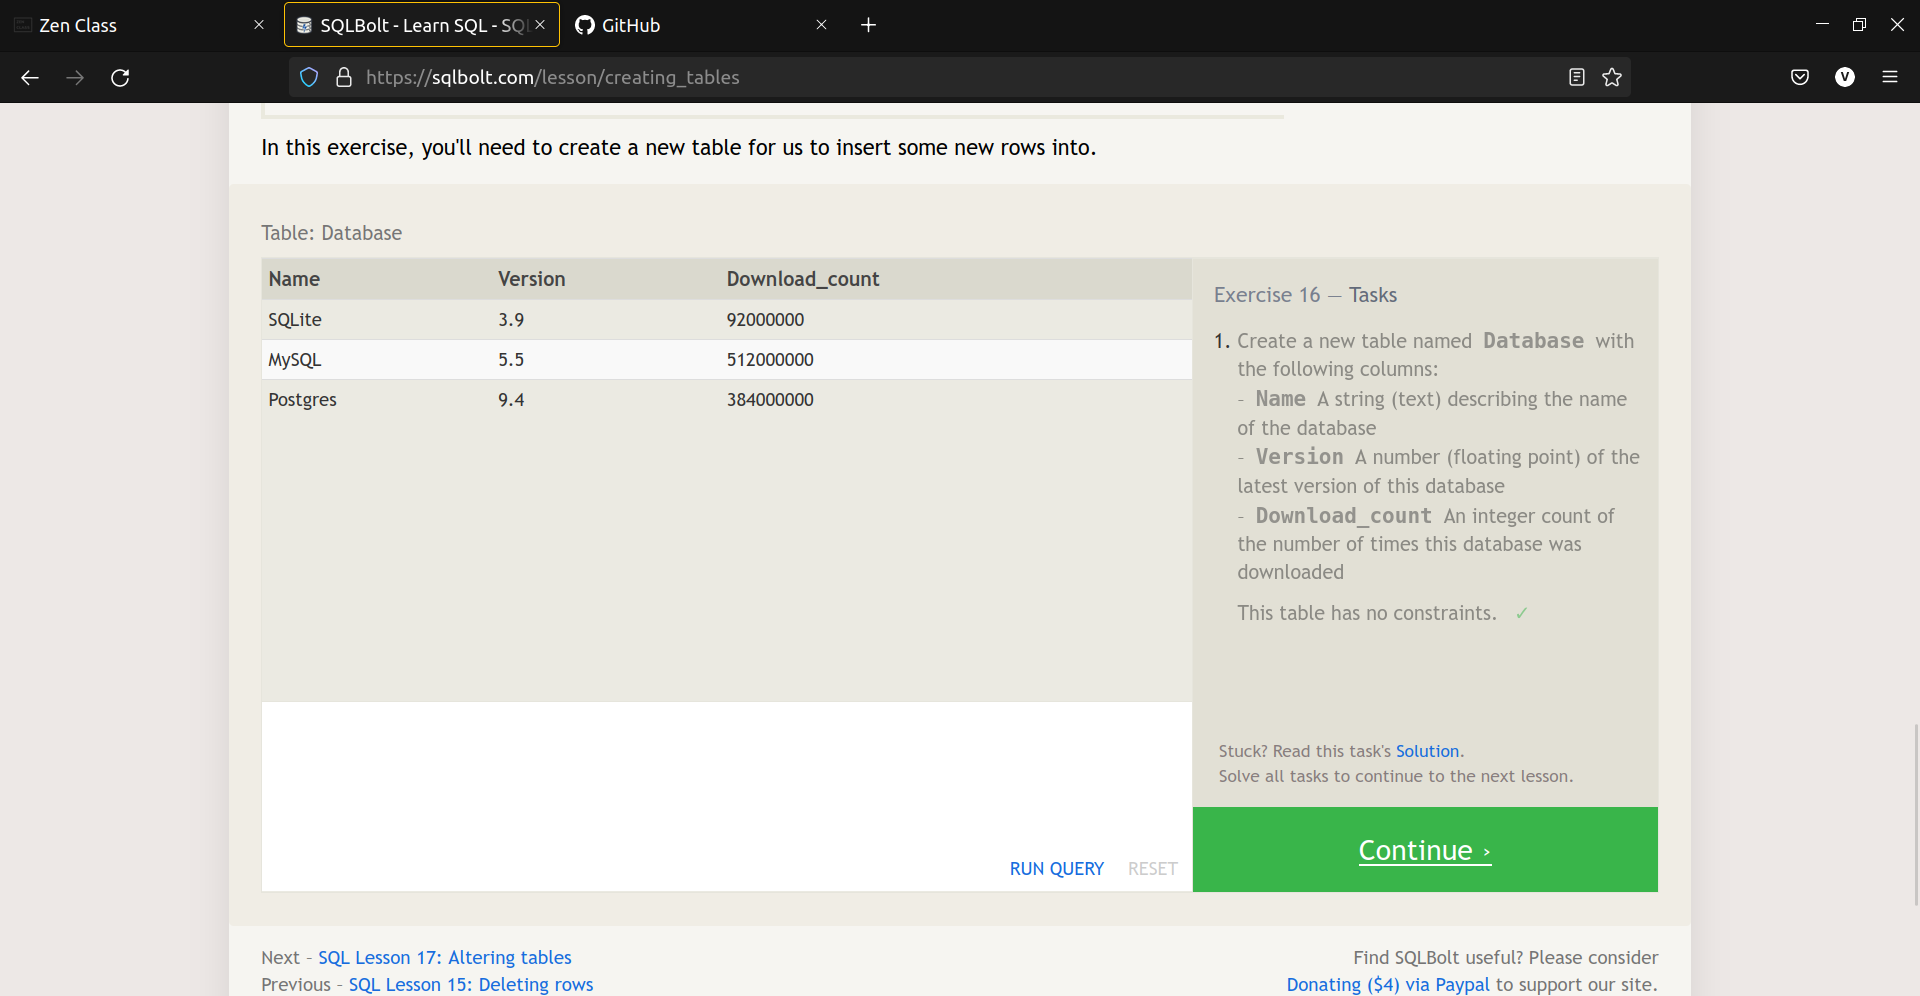 Zen Class
SQLBolt - Learn SQL - SQL
GitHub
V
https://sqlbolt.com/lesson/creating_tables
In this exercise, you'll need to create a new table for us to insert some new rows into.
Table: Database
Name Version Download_count
SQLite 3.9 92000000
MySQL 5.5 512000000
Postgres 9.4 384000000
Exercise 16 — Tasks
1. Create a new table named Database with
the following columns:
- Name A string (text) describing the name
of the database
- Version A number (floating point) of the
latest version of this database
- Download_count An integer count of
the number of times this database was
downloaded
This table has no constraints. ✓
Stuck? Read this task's Solution.
Solve all tasks to continue to the next lesson.
RUN QUERY RESET
Continue ›
Next - SQL Lesson 17: Altering tables
Previous - SQL Lesson 15: Deleting rows
Find SQLBolt useful? Please consider
Donating ($4) via Paypal to support our site.